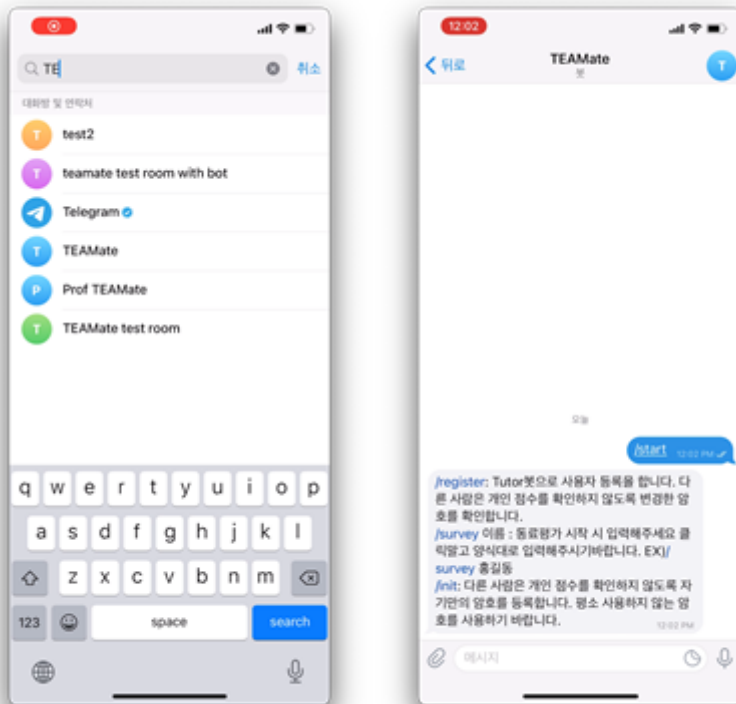 TE
취소
대화방 및 연락처
T
test2
T
teamate test room with bot
Telegram
T
TEAMate
P
Prof TEAMate
T
TEAMate test room
q w e r t y u i o p
a s d f g h j k l
z x c v b n m
123
space
search
12:02
뒤로
TEAMate
봇
T
오늘
/start
12:02 PM
/register: Tutor봇으로 사용자 등록을 합니다. 다
른 사람은 개인 점수를 확인하지 않도록 변경한 암
호를 확인합니다.
/survey 이름 : 동료평가 시작 시 입력해주세요 클
릭말고 양식대로 입력해주시기바랍니다. EX)/
survey 홍길동
/init: 다른 사람은 개인 점수를 확인하지 않도록 자
기만의 암호를 등록합니다. 평소 사용하지 않는 암
호를 사용하기 바랍니다.
12:02 PM
메시지